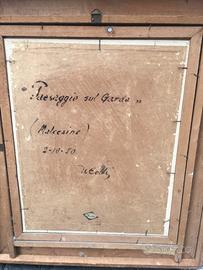 "Paesaggio sul Garda"
(Malcesine)
2-10-50